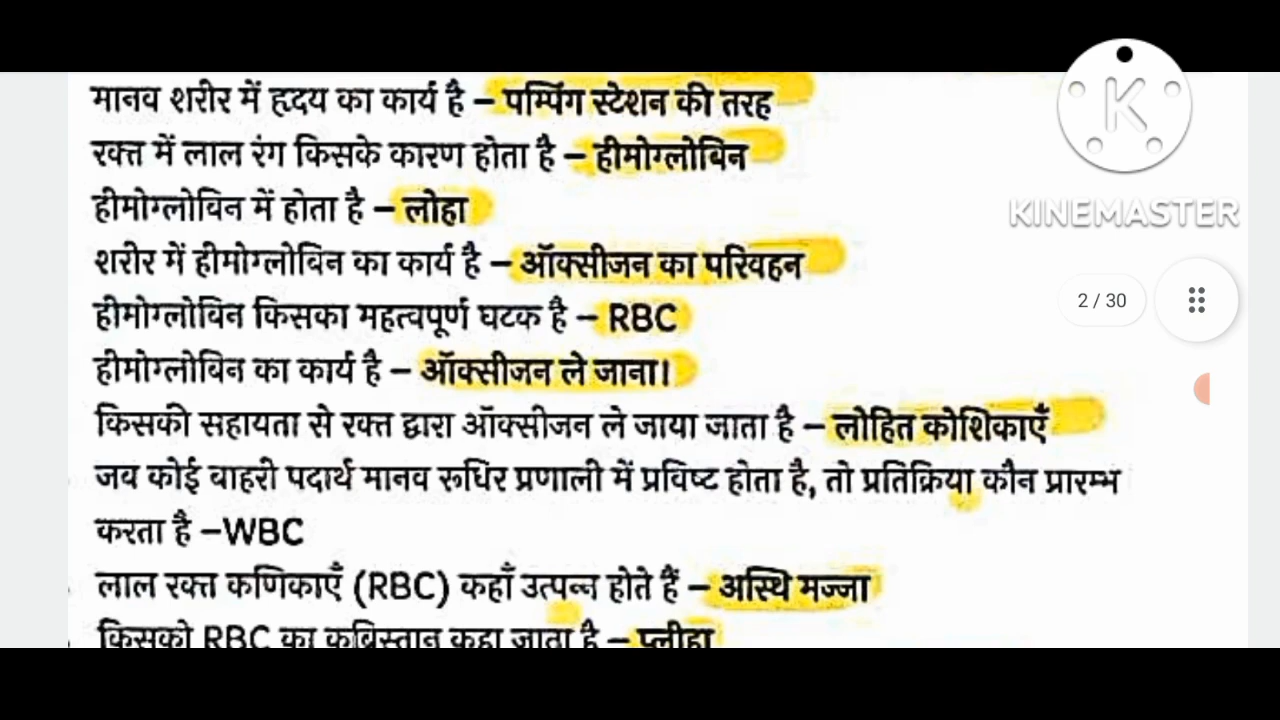 मानव शरीर में हृदय का कार्य है – पम्पिंग स्टेशन की तरह
रक्त में लाल रंग किसके कारण होता है – हीमोग्लोबिन
हीमोग्लोबिन में होता है – लोहा
शरीर में हीमोग्लोबिन का कार्य है – ऑक्सीजन का परिवहन
हीमोग्लोबिन किसका महत्वपूर्ण घटक है – RBC
हीमोग्लोबिन का कार्य है – ऑक्सीजन ले जाना।
किसकी सहायता से रक्त द्वारा ऑक्सीजन ले जाया जाता है – लोहित कोशिकाएँ
जब कोई बाहरी पदार्थ मानव रूधिर प्रणाली में प्रविष्ट होता है, तो प्रतिक्रिया कौन प्रारम्भ
करता है –WBC
लाल रक्त कणिकाएँ (RBC) कहाँ उत्पन्न होते हैं – अस्थि मज्जा
किसको RBC का कब्रिस्तान कहा जाता है – प्लीहा
K
KINEMASTER
2 / 30